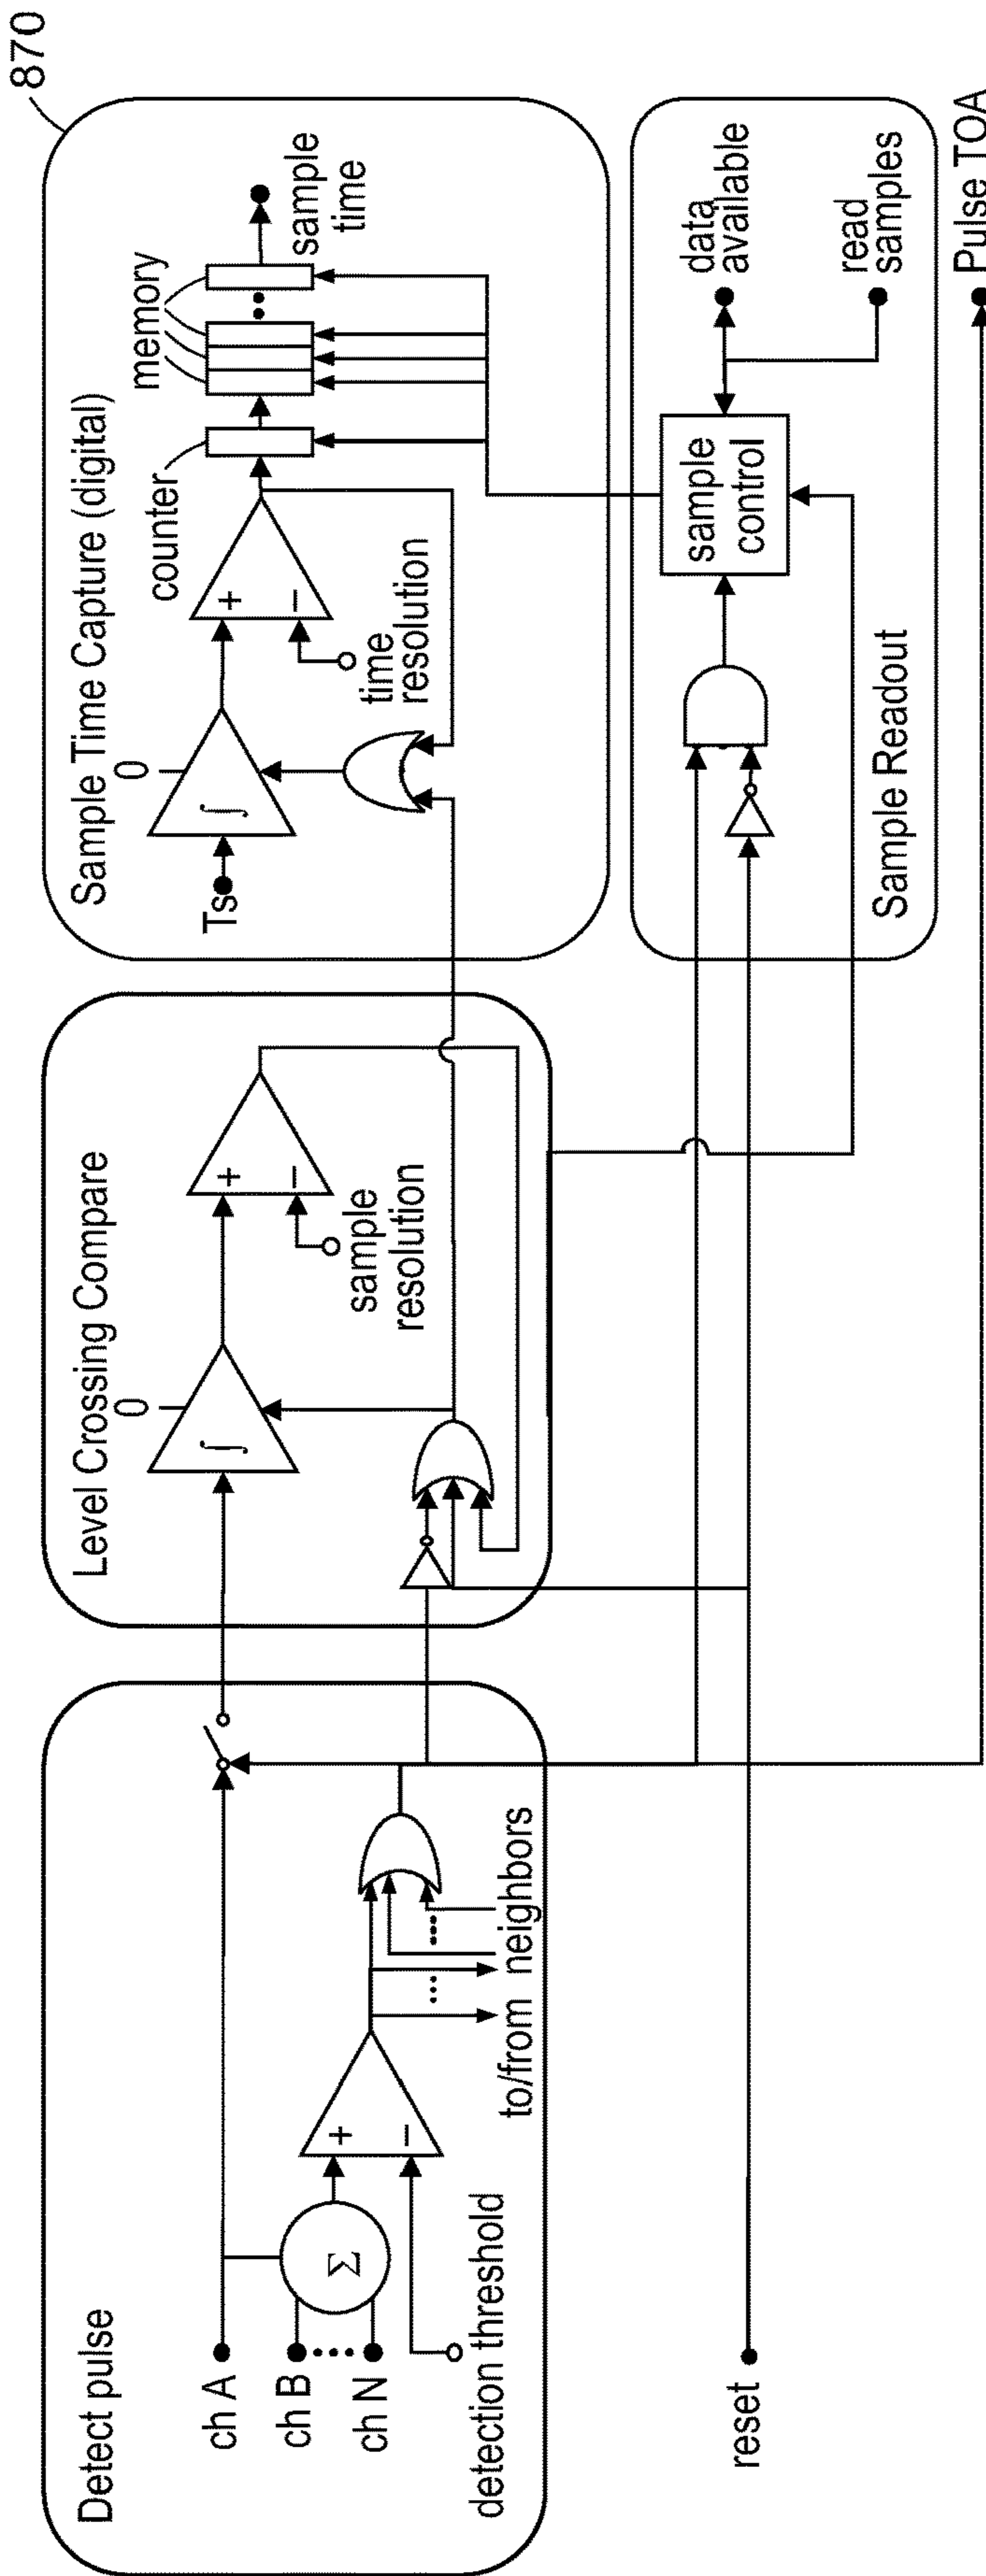 870
Detect pulse
ch A
ch B
ch N
Σ
+
−
detection threshold
to/from neighbors
reset
Level Crossing Compare
0
∫
+
−
sample
resolution
Sample Time Capture (digital)
Ts
0
∫
+
−
time
resolution
counter
memory
sample
time
Sample Readout
sample
control
data
available
read
samples
Pulse TOA